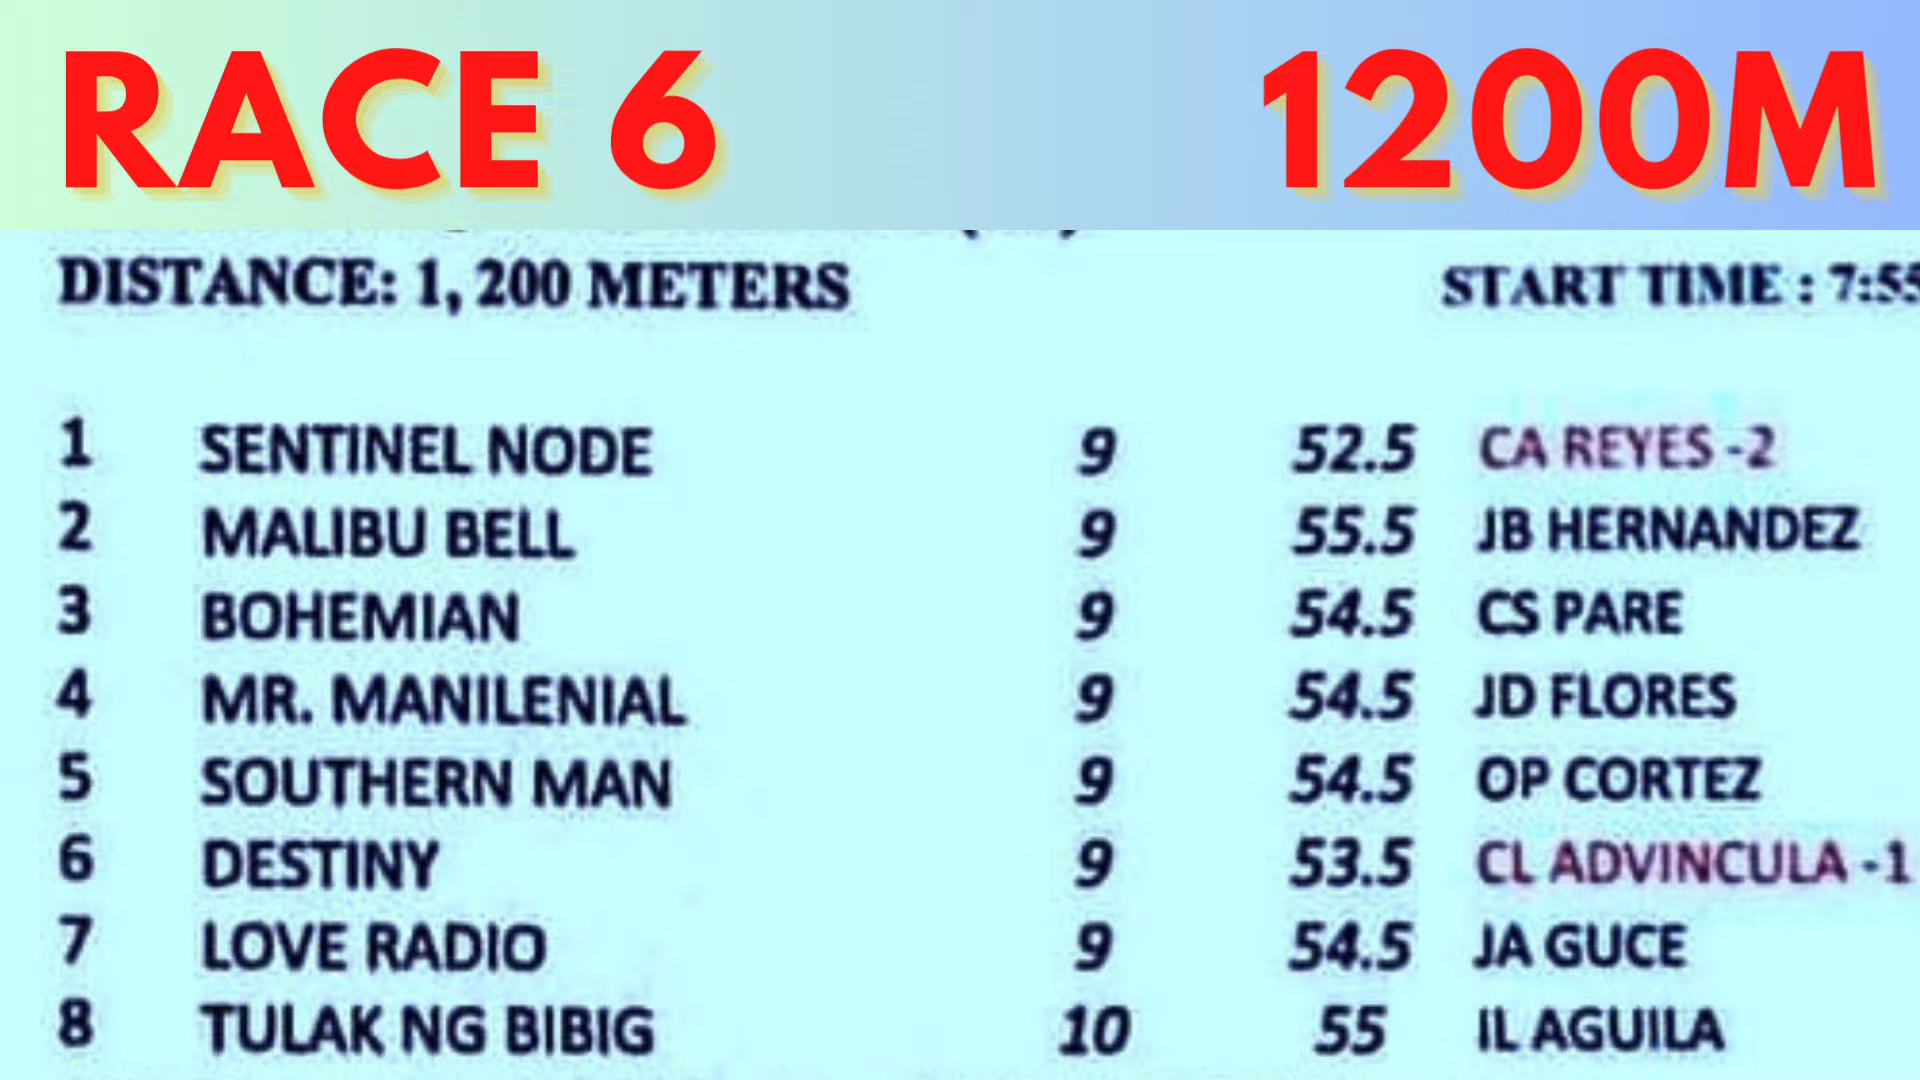 RACE 6 1200M
DISTANCE: 1, 200 METERS START TIME : 7:55
1 SENTINEL NODE 9 52.5 CA REYES -2
2 MALIBU BELL 9 55.5 JB HERNANDEZ
3 BOHEMIAN 9 54.5 CS PARE
4 MR. MANILENIAL 9 54.5 JD FLORES
5 SOUTHERN MAN 9 54.5 OP CORTEZ
6 DESTINY 9 53.5 CL ADVINCULA -1
7 LOVE RADIO 9 54.5 JA GUCE
8 TULAK NG BIBIG 10 55 IL AGUILA